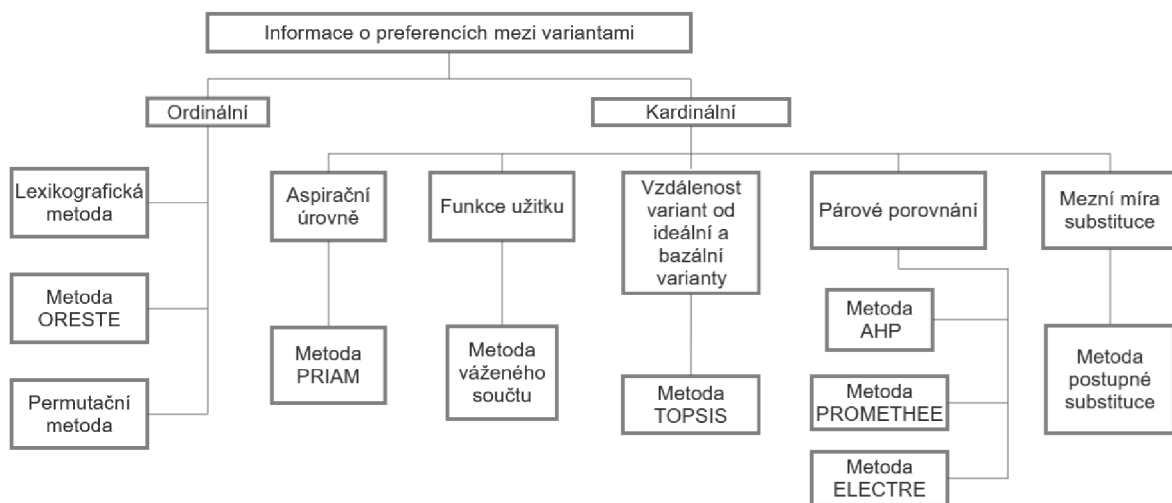 Informace o preferencích mezi variantami
Ordinální
Kardinální
Lexikografická
metoda
Metoda
ORESTE
Permutační
metoda
Aspirační
úrovně
Metoda
PRIAM
Funkce užitku
Metoda
váženého
součtu
Vzdálenost
variant od
ideální a
bazální
varianty
Metoda
TOPSIS
Párové porovnání
Metoda
AHP
Metoda
PROMETHEE
Metoda
ELECTRE
Mezní míra
substituce
Metoda
postupné
substituce